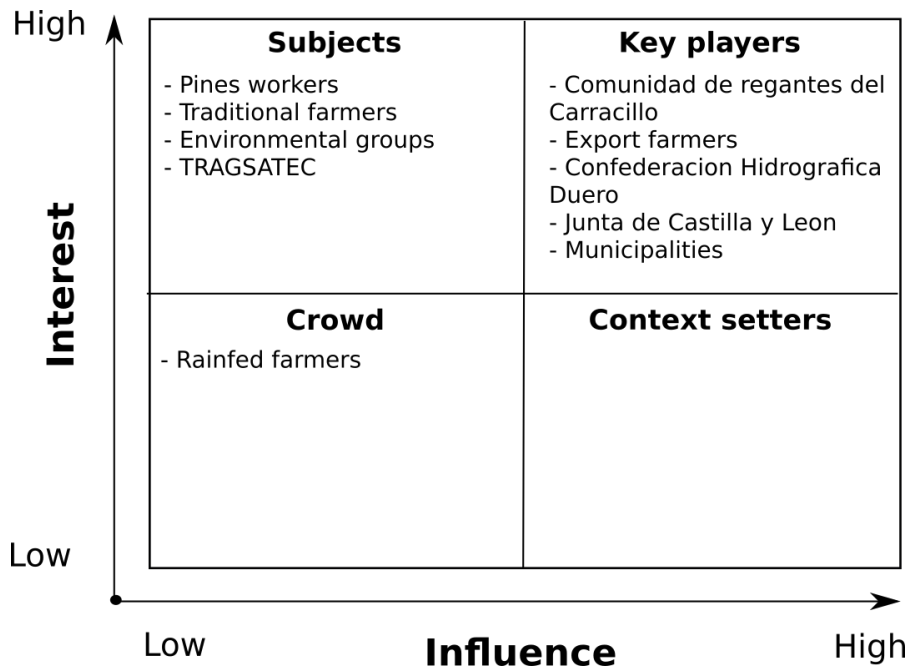 High
Subjects
- Pines workers
- Traditional farmers
- Environmental groups
- TRAGSATEC
Key players
- Comunidad de regantes del
Carracillo
- Export farmers
- Confederacion Hidrografica
Duero
- Junta de Castilla y Leon
- Municipalities
Interest
Crowd
- Rainfed farmers
Context setters
Low
Low
Influence
High